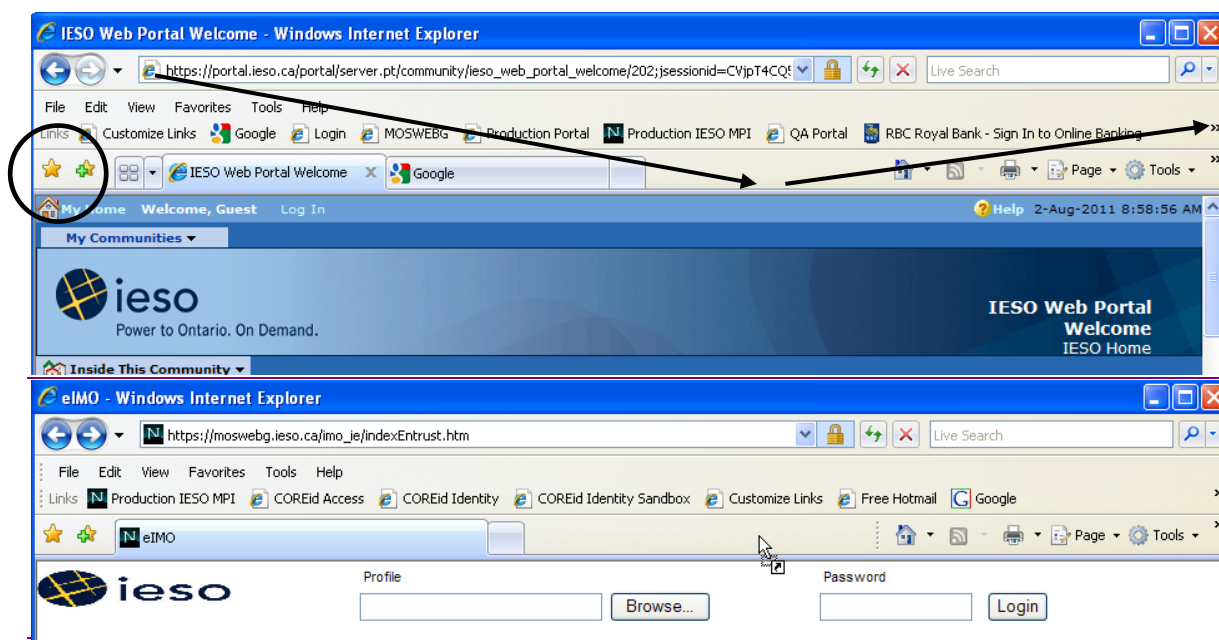 IESO Web Portal Welcome - Windows Internet Explorer
https://portal.ieso.ca/portal/server.pt/community/ieso_web_portal_welcome/202;jsessionid=CVjpT4CQ
Live Search
File Edit View Favorites Tools Help
Links Customize Links Google Login MOSWEBG Production Portal Production IESO MPI QA Portal RBC Royal Bank - Sign In to Online Banking »
IESO Web Portal Welcome X Google Page Tools »
My Home Welcome, Guest Log In Help 2-Aug-2011 8:58:56 AM
My Communities
ieso
Power to Ontario. On Demand.
IESO Web Portal
Welcome
IESO Home
Inside This Community
eIMO - Windows Internet Explorer
https://moswebg.ieso.ca/imo_ie/indexEntrust.htm
Live Search
File Edit View Favorites Tools Help
Links Production IESO MPI COREid Access COREid Identity COREid Identity Sandbox Customize Links Free Hotmail Google
eIMO Page Tools
ieso
Profile Password
Browse... Login